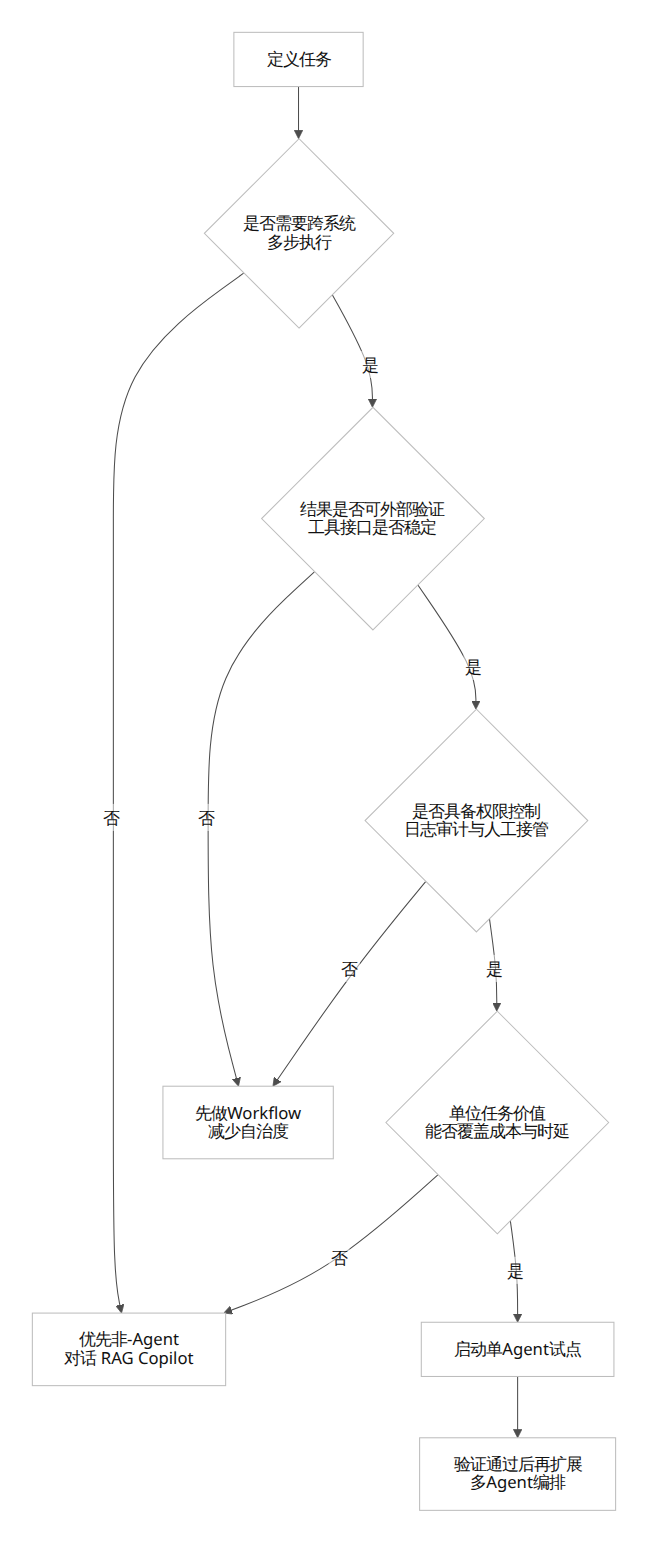 定义任务
是否需要跨系统
多步执行
是
结果是否可外部验证
工具接口是否稳定
是
是否具备权限控制
日志审计与人工接管
否
否
否
是
先做Workflow
减少自治度
单位任务价值
能否覆盖成本与时延
否
是
优先非-Agent
对话 RAG Copilot
启动单Agent试点
验证通过后再扩展
多Agent编排